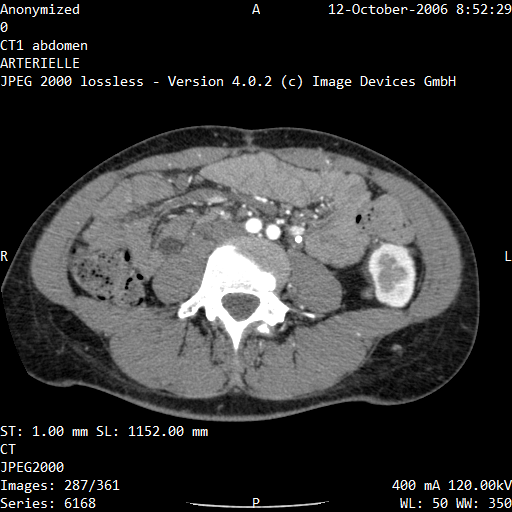 Anonymized A 12-October-2006 8:52:29
0
CT1 abdomen
ARTERIELLE
JPEG 2000 lossless - Version 4.0.2 (c) Image Devices GmbH
R L
ST: 1.00 mm SL: 1152.00 mm
CT
JPEG2000
Images: 287/361 400 mA 120.00kV
Series: 6168 P WL: 50 WW: 350